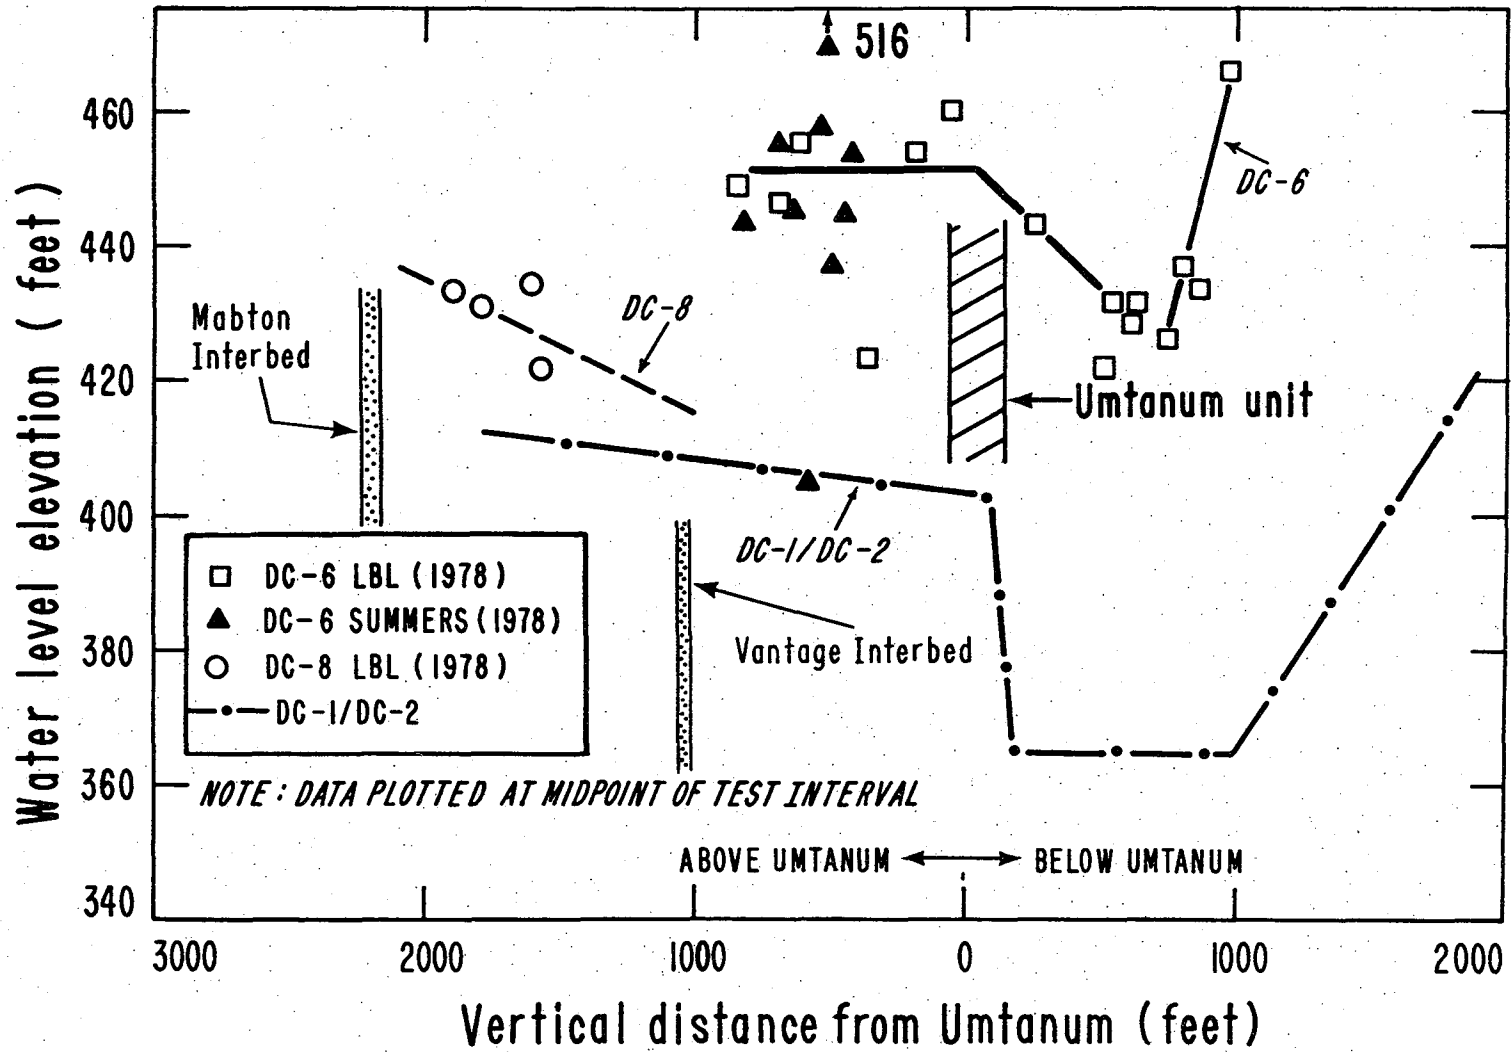 516
460
440
420
400
380
360
340
Water level elevation (feet)
DC-6
DC-8
Mabton
Interbed
Umtanum unit
DC-1/DC-2
Vantage Interbed
DC-6 LBL (1978)
DC-6 SUMMERS (1978)
DC-8 LBL (1978)
DC-1/DC-2
NOTE: DATA PLOTTED AT MIDPOINT OF TEST INTERVAL
ABOVE UMTANUM
BELOW UMTANUM
3000 2000 1000 0 1000 2000
Vertical distance from Umtanum (feet)